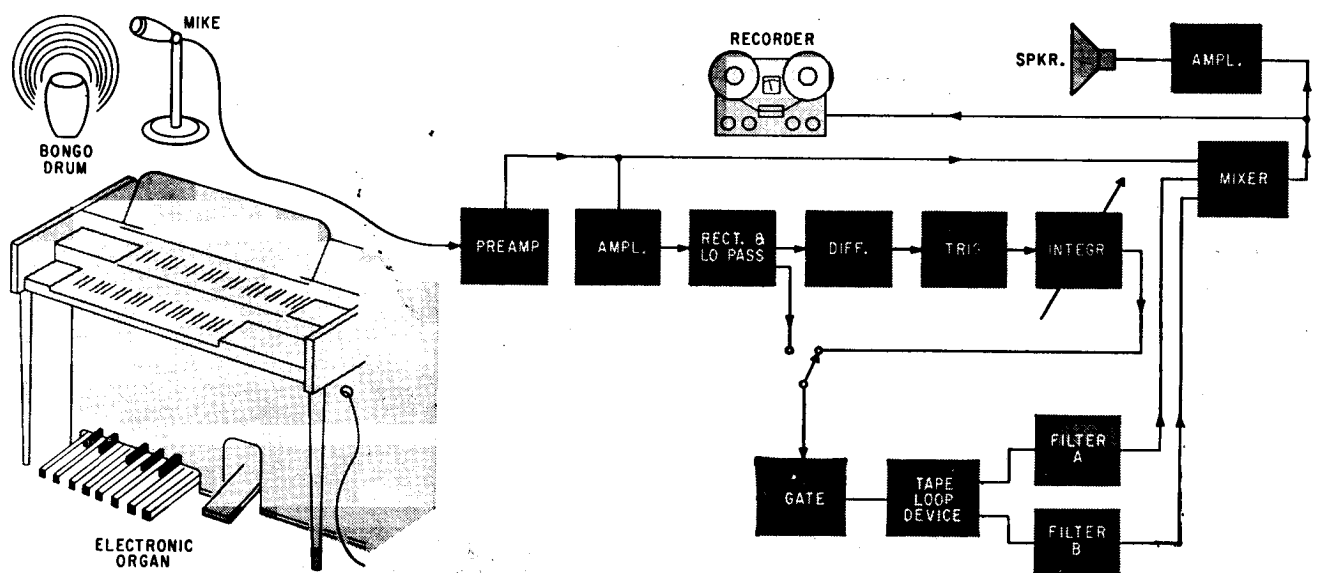 MIKE
BONGO
DRUM
RECORDER
SPKR.
AMPL.
MIXER
PREAMP
AMPL.
RECT. &
LO PASS
DIFF.
TRIG
INTEGR
GATE
TAPE
LOOP
DEVICE
FILTER
A
FILTER
B
ELECTRONIC
ORGAN